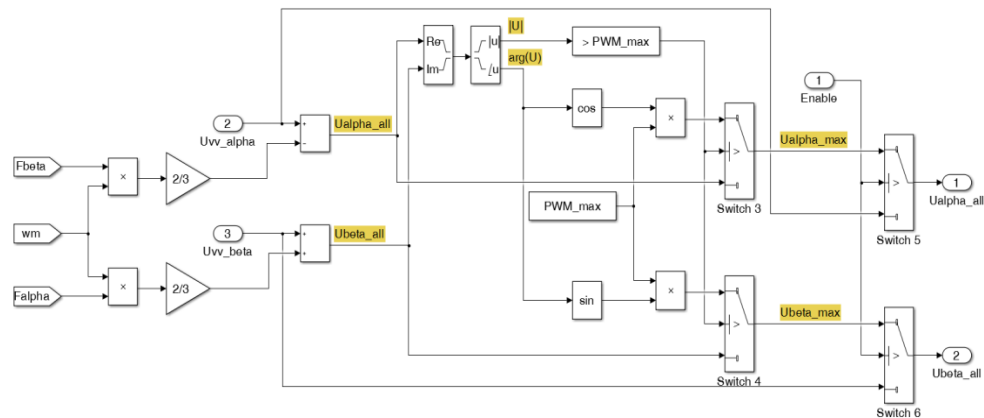 |U|
Re
Im
|u|
∠u
> PWM_max
arg(U)
1
Enable
cos
×
2
Uvv_alpha
+
−
Ualpha_all
Ualpha_max
>
Switch 3
>
Switch 5
1
Ualpha_all
Fbeta
×
2/3
PWM_max
wm
3
Uvv_beta
+
+
Ubeta_all
×
2/3
Falpha
sin
×
Ubeta_max
>
Switch 4
>
Switch 6
2
Ubeta_all